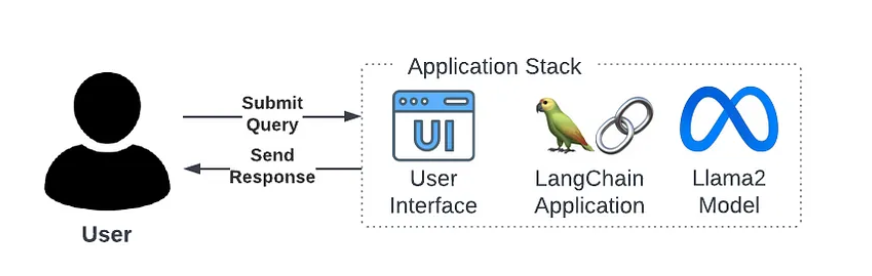 Application Stack
Submit
Query
Send
Response
User
UI
User
Interface
LangChain
Application
Llama2
Model